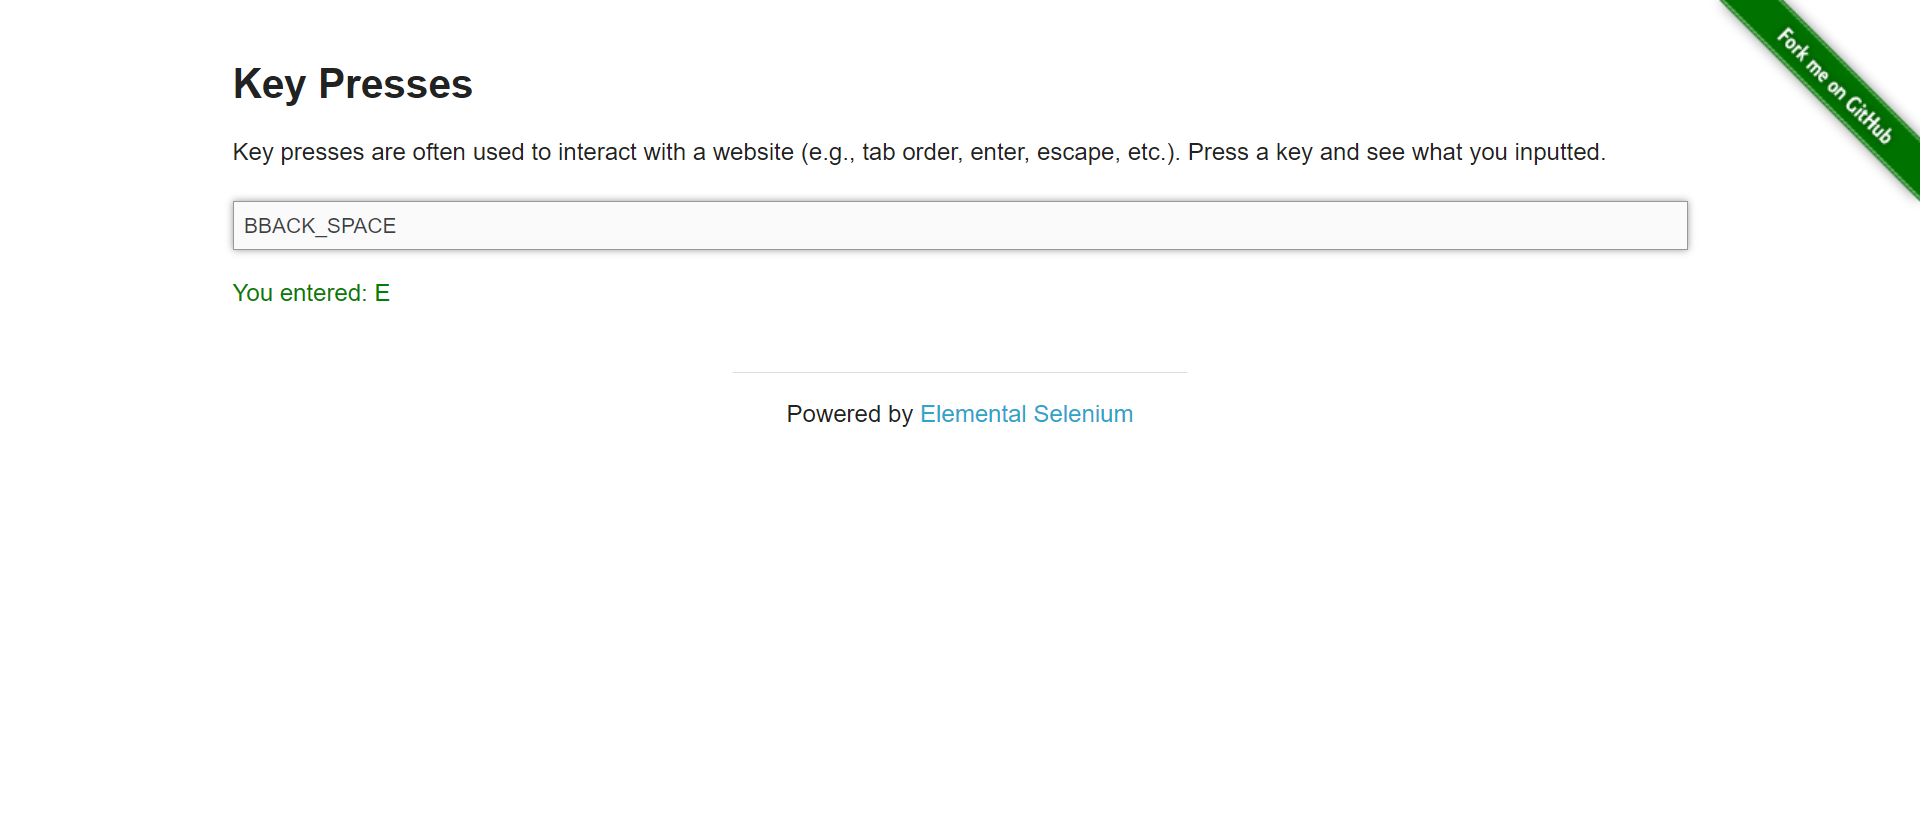 Fork me on GitHub
Key Presses
Key presses are often used to interact with a website (e.g., tab order, enter, escape, etc.). Press a key and see what you inputted.
BBACK_SPACE
You entered: E
Powered by Elemental Selenium